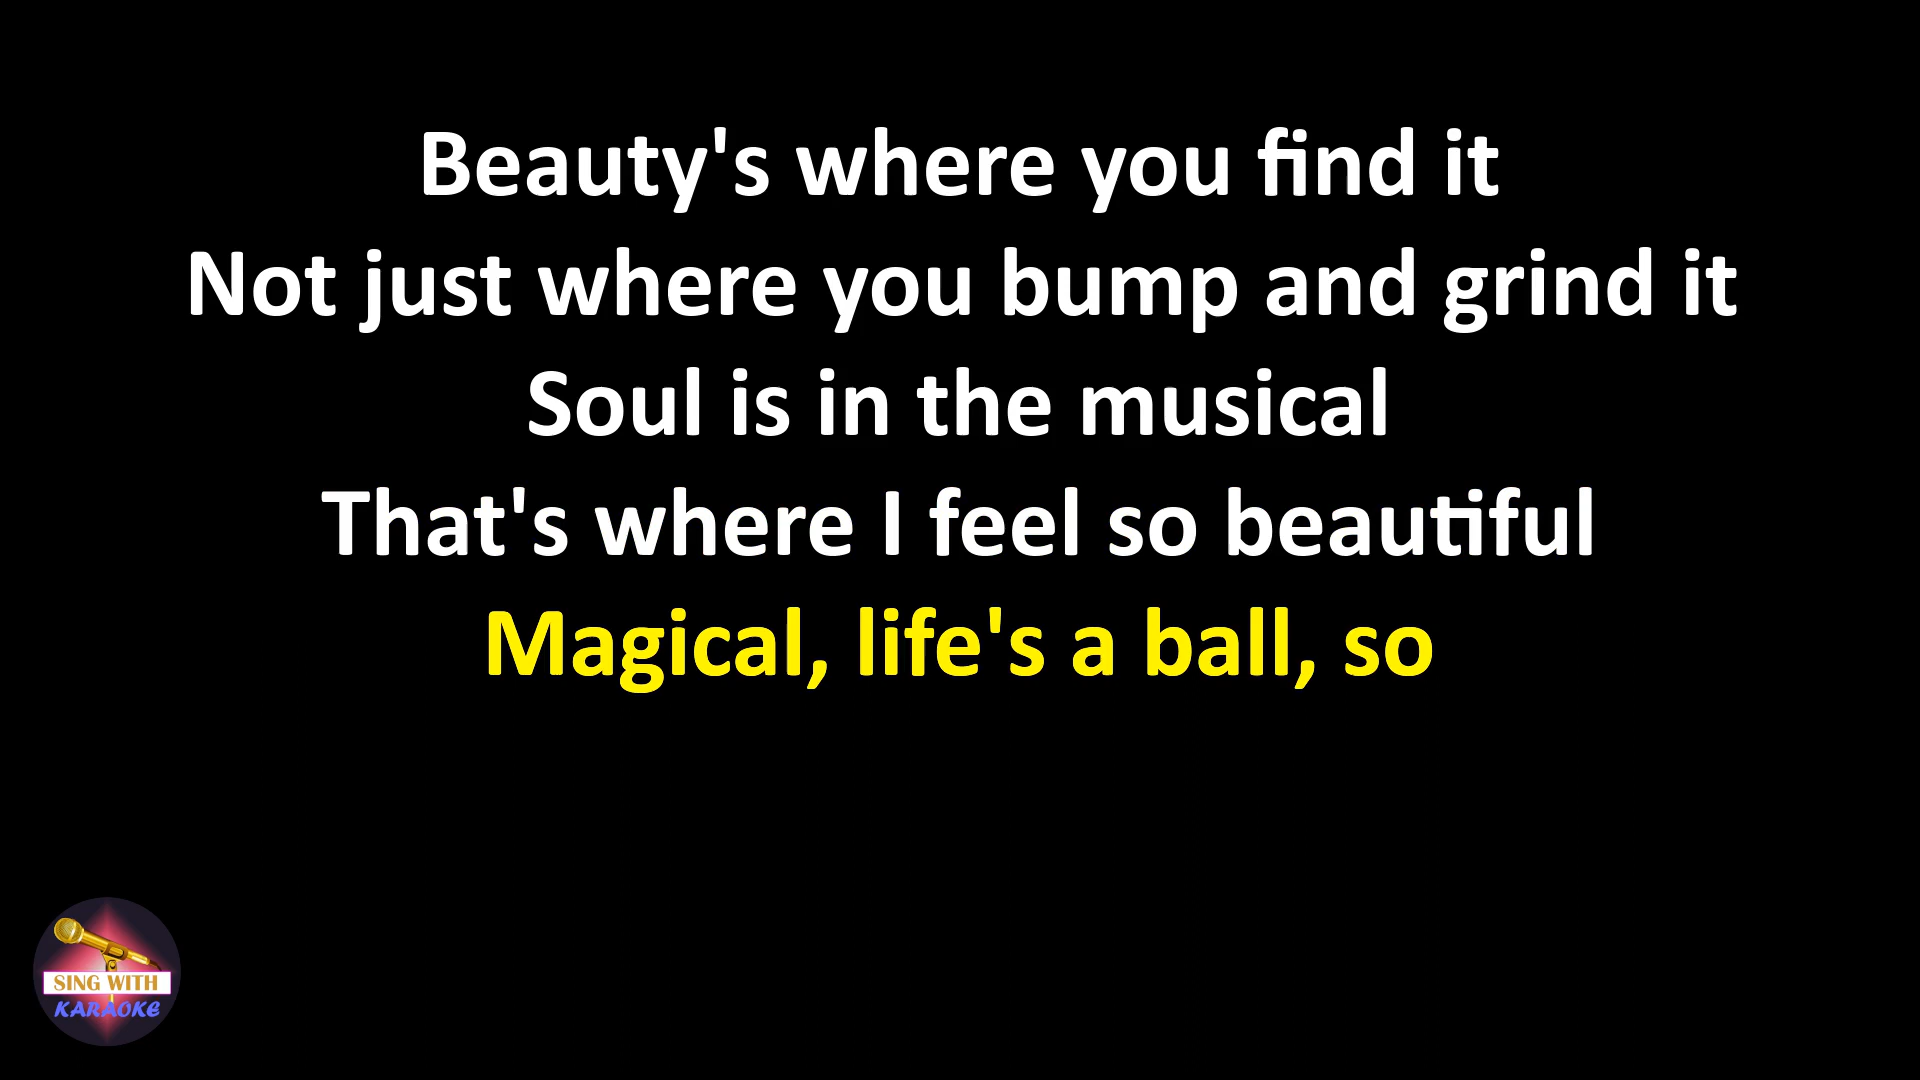 Beauty's where you find it
Not just where you bump and grind it
Soul is in the musical
That's where I feel so beautiful
Magical, life's a ball, so
SING WITH
KARAOKE